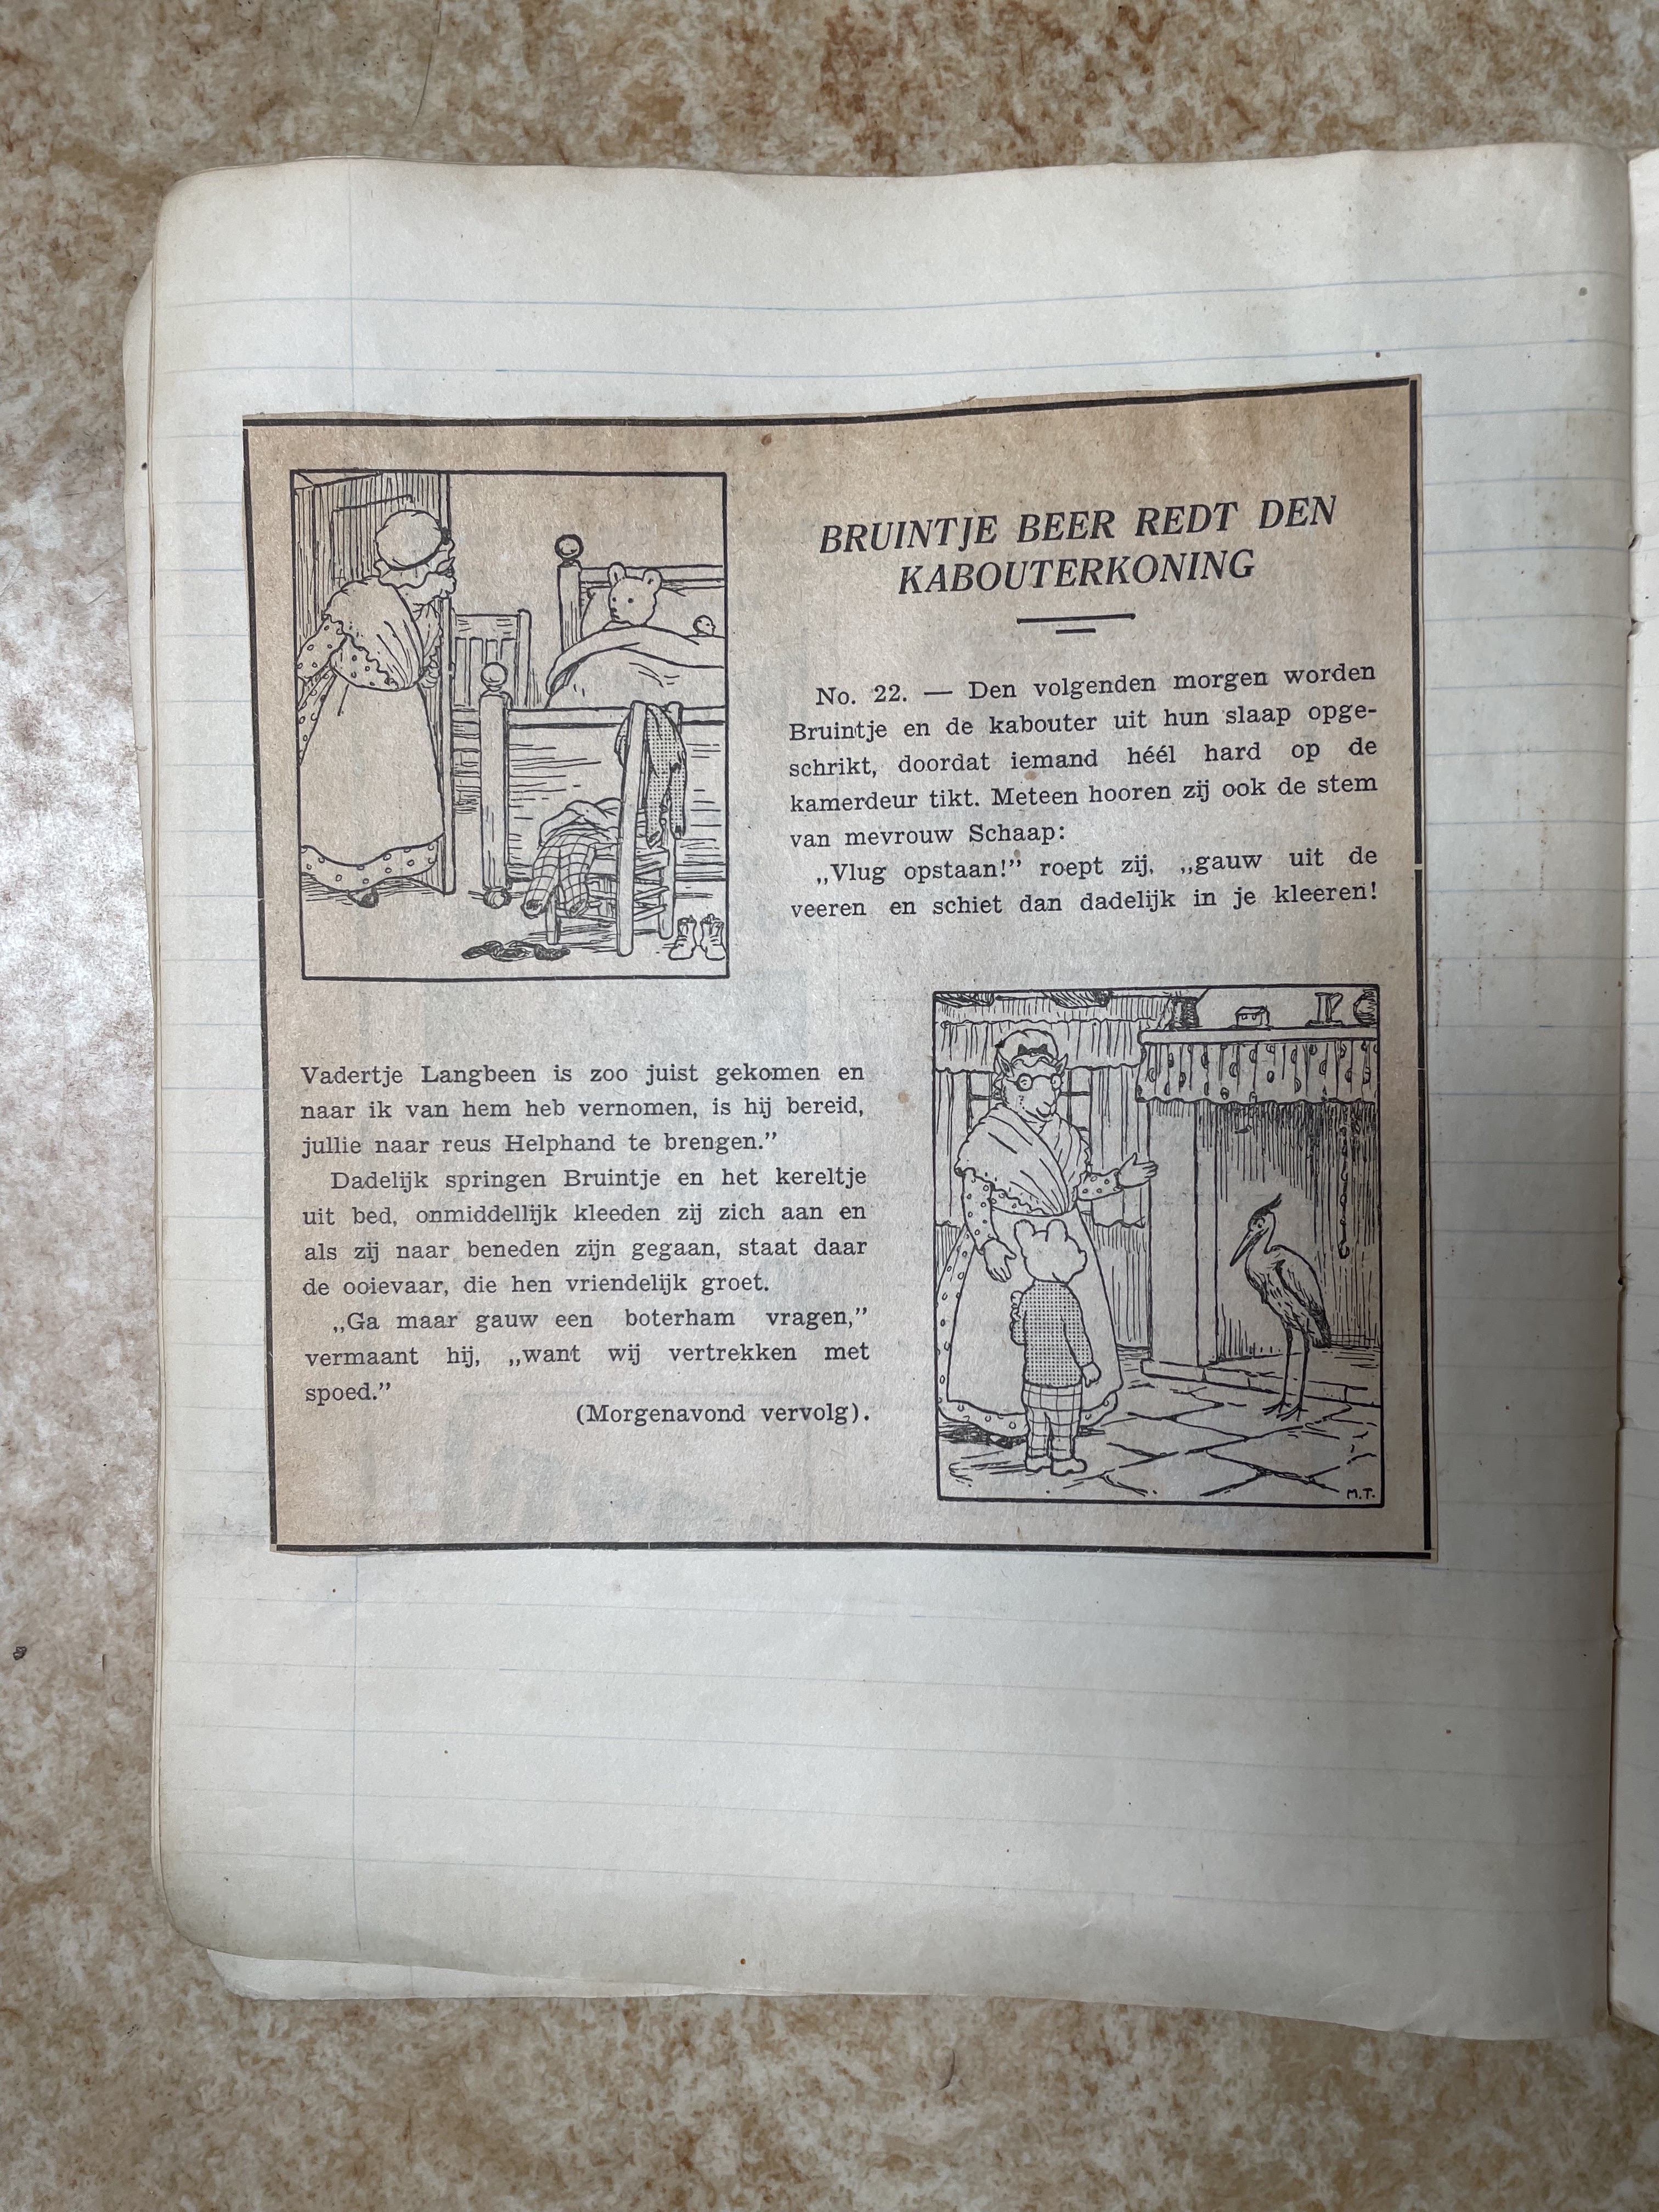 BRUINTJE BEER REDT DEN
KABOUTERKONING
No. 22. — Den volgenden morgen worden
Bruintje en de kabouter uit hun slaap opge-
schrikt, doordat iemand héél hard op de
kamerdeur tikt. Meteen hooren zij ook de stem
van mevrouw Schaap:
„Vlug opstaan!” roept zij, „gauw uit de
veeren en schiet dan dadelijk in je kleeren!
Vadertje Langbeen is zoo juist gekomen en
naar ik van hem heb vernomen, is hij bereid,
jullie naar reus Helphand te brengen.”
Dadelijk springen Bruintje en het kereltje
uit bed, onmiddellijk kleeden zij zich aan en
als zij naar beneden zijn gegaan, staat daar
de ooievaar, die hen vriendelijk groet.
„Ga maar gauw een boterham vragen,”
vermaant hij, „want wij vertrekken met
spoed.”
(Morgenavond vervolg).
M.T.